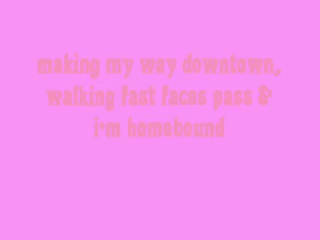 making my way downtown,
walking fast faces pass &
i'm homebound